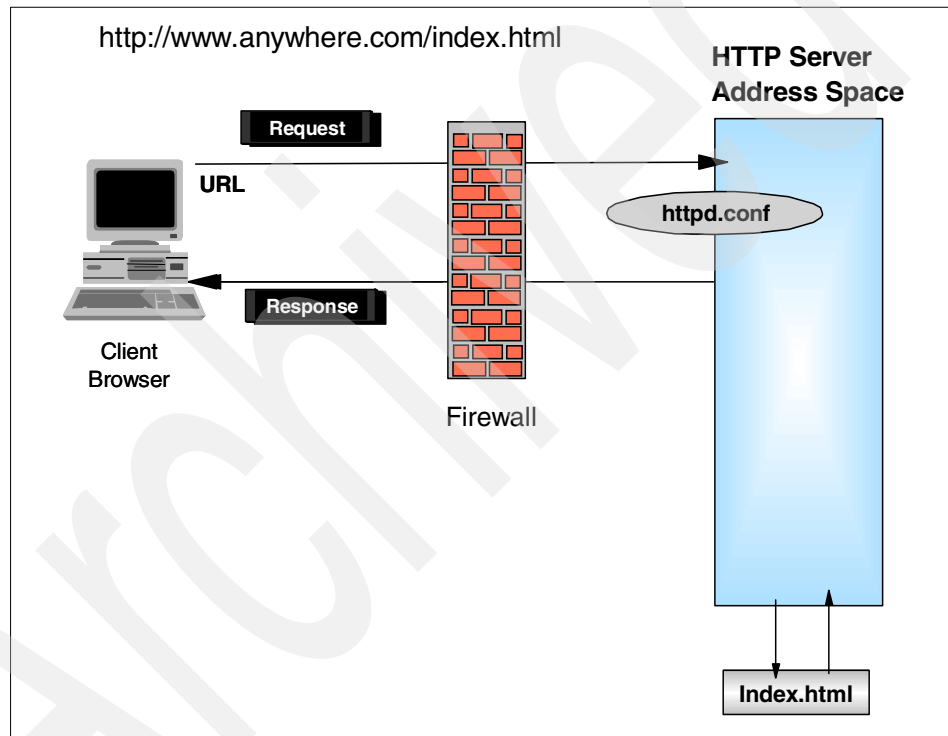 http://www.anywhere.com/index.html
HTTP Server
Address Space
Request
URL
httpd.conf
Response
Client
Browser
Firewall
Index.html
Archived